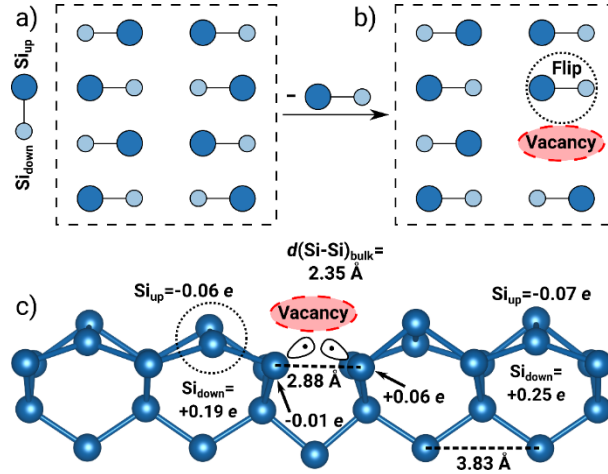 a)
b)
Si_up
Si_down
-
Flip
Vacancy
c)
d(Si-Si)_bulk=
2.35 Å
Si_up=-0.06 e
Vacancy
Si_up=-0.07 e
Si_down=
+0.19 e
2.88 Å
+0.06 e
-0.01 e
Si_down=
+0.25 e
3.83 Å